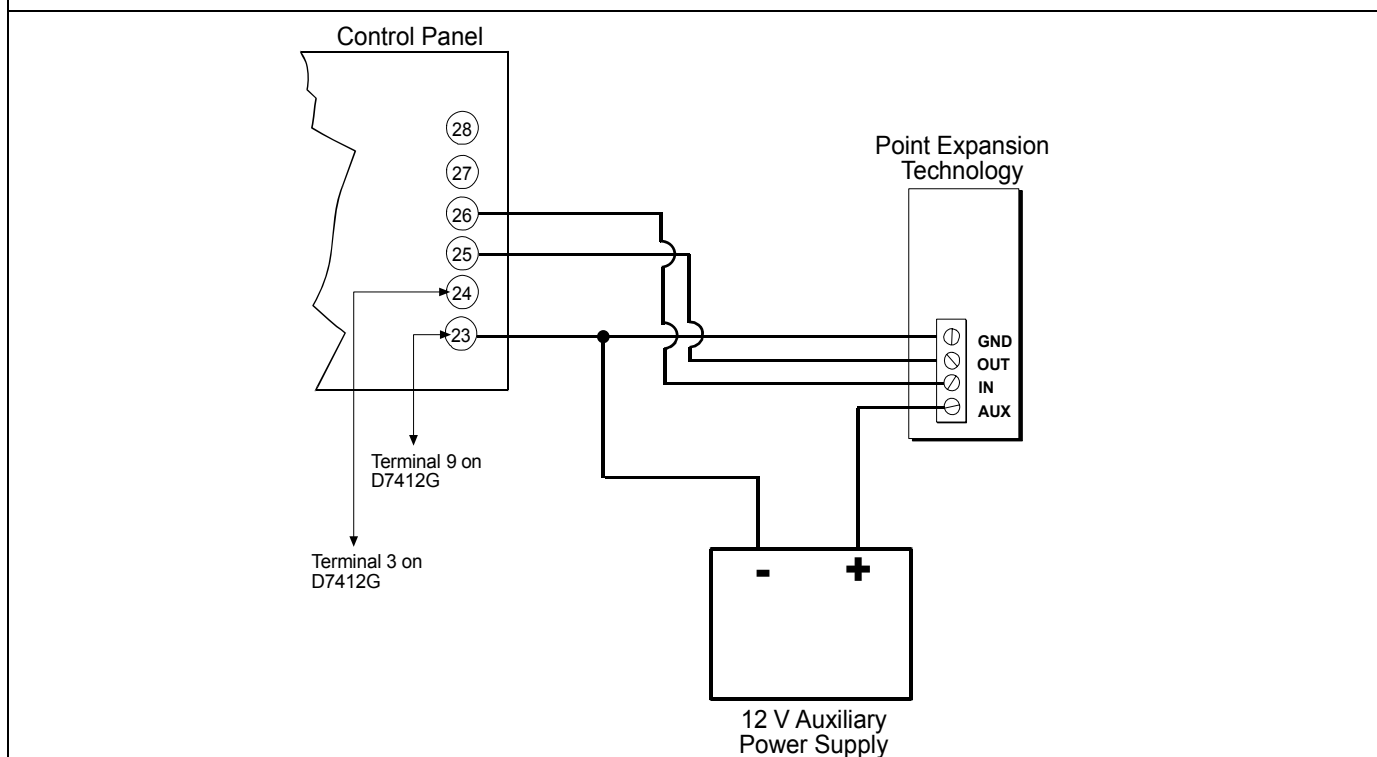 Control Panel
28
27
26
25
24
23
Terminal 9 on
D7412G
Terminal 3 on
D7412G
Point Expansion
Technology
GND
OUT
IN
AUX
- +
12 V Auxiliary
Power Supply